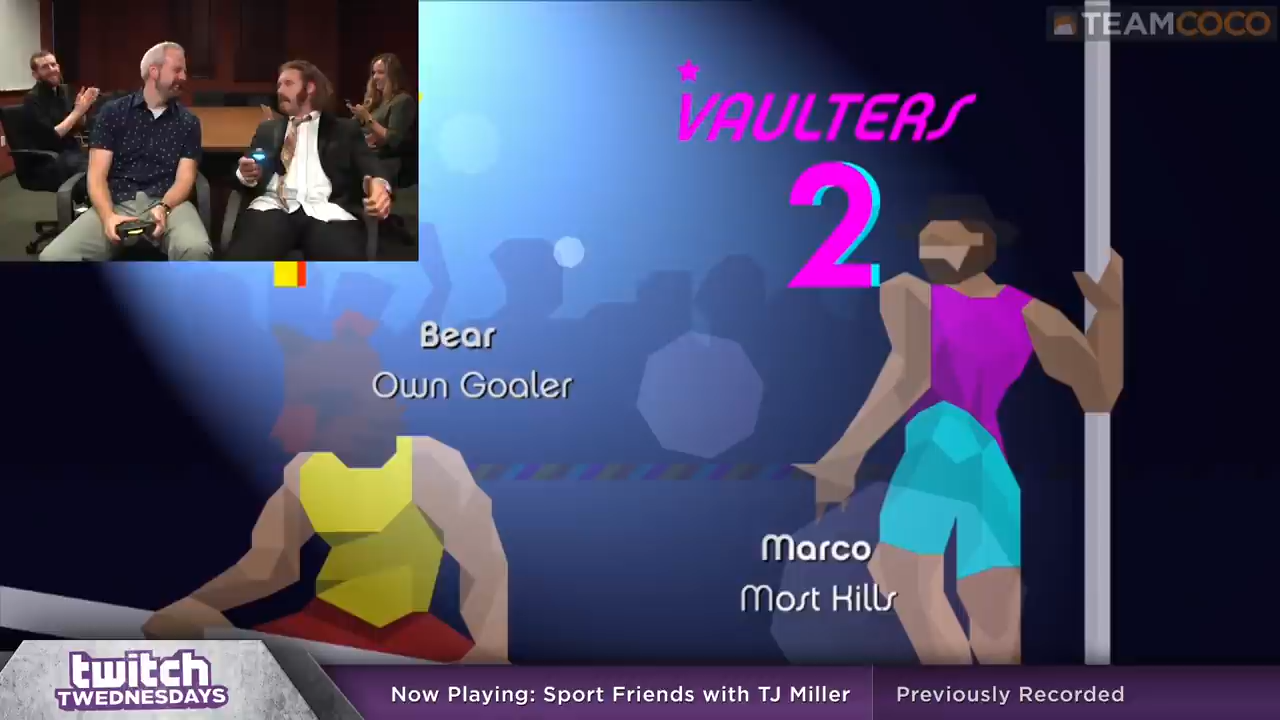 TEAMCOCO
VAULTERS
2
Bear
Own Goaler
Marco
Most Kills
twitch
TWEDNESDAYS
Now Playing: Sport Friends with TJ Miller
Previously Recorded